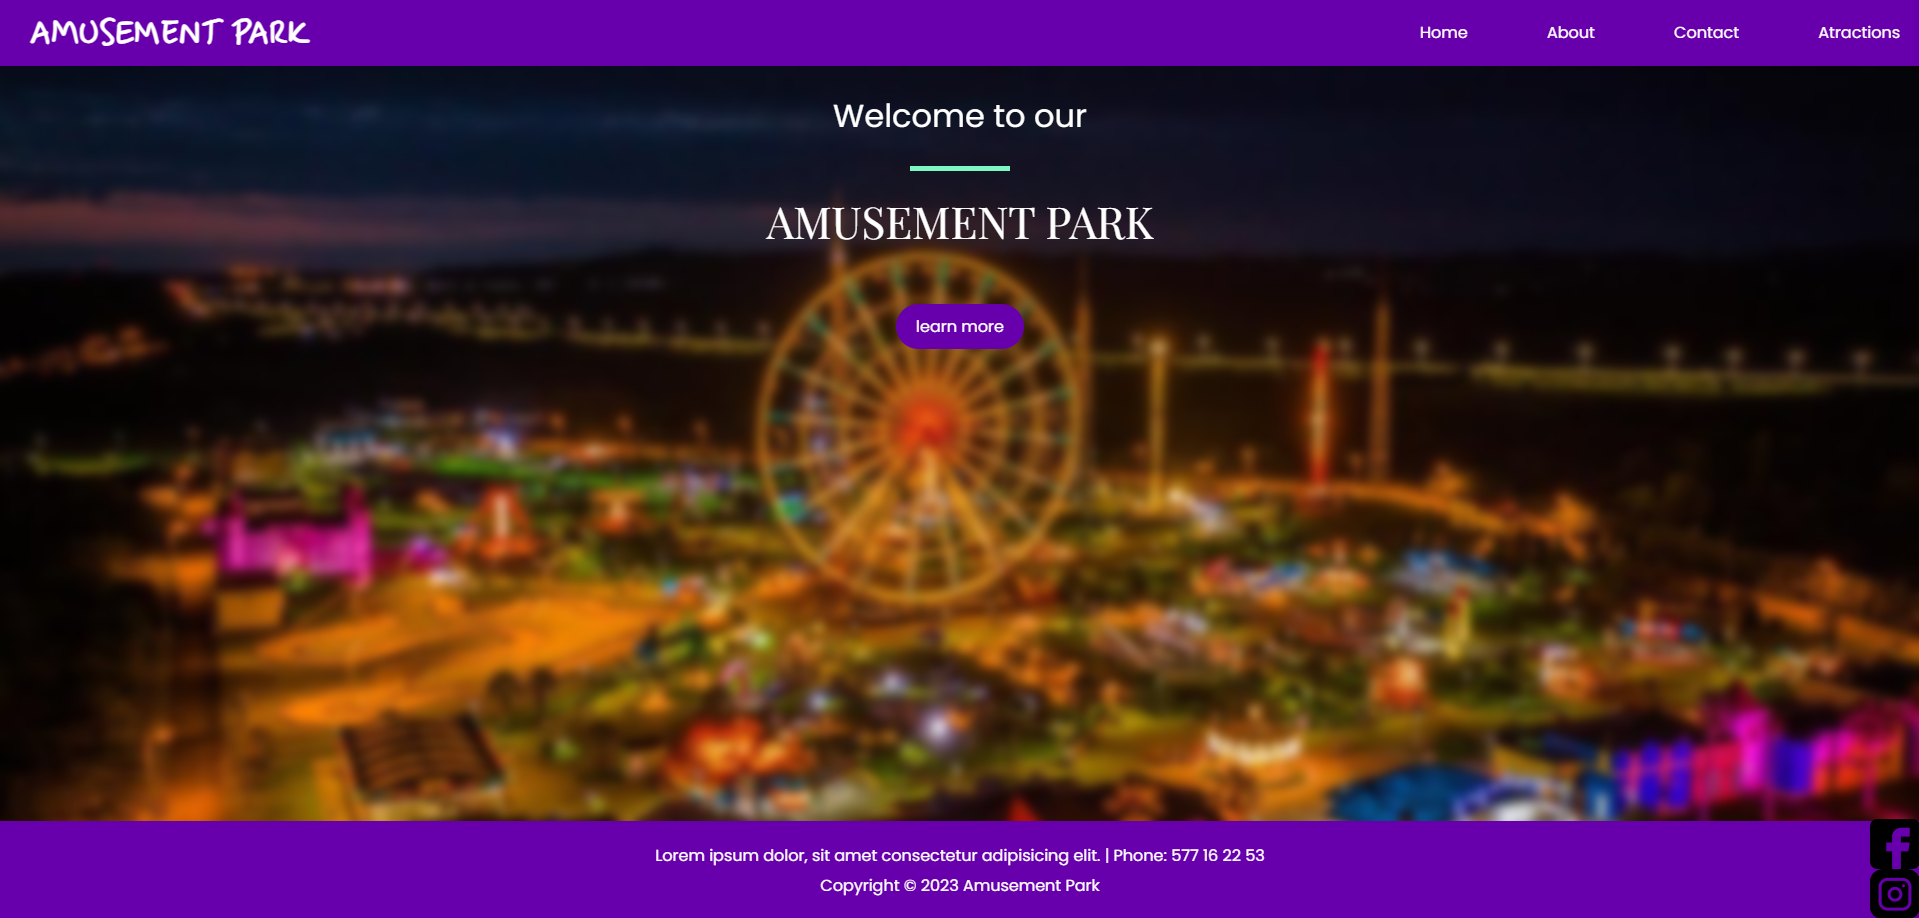 AMUSEMENT PARK
Home
About
Contact
Atractions
Welcome to our
AMUSEMENT PARK
learn more
Lorem ipsum dolor, sit amet consectetur adipisicing elit. | Phone: 577 16 22 53
Copyright © 2023 Amusement Park